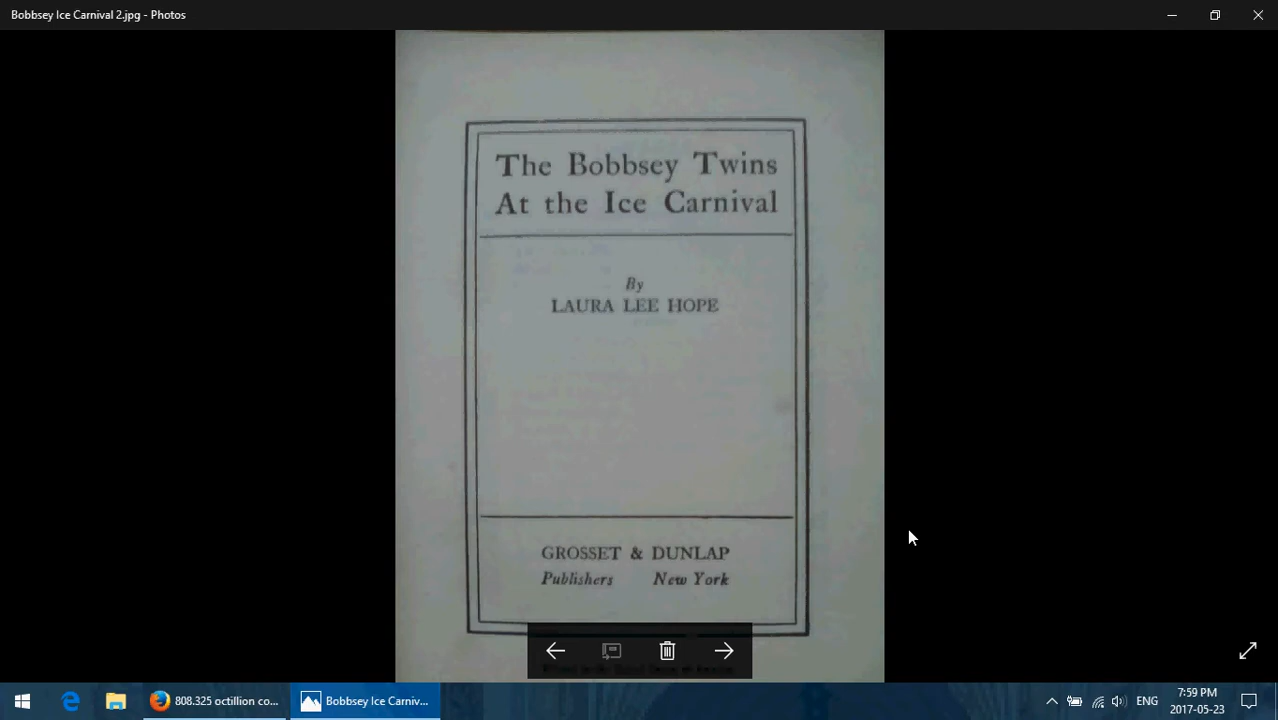 Bobbsey Ice Carnival 2.jpg - Photos
The Bobbsey Twins
At the Ice Carnival
By
LAURA LEE HOPE
GROSSET & DUNLAP
Publishers New York
808.325 octillion co...
Bobbsey Ice Carniv...
ENG
7:59 PM
2017-05-23